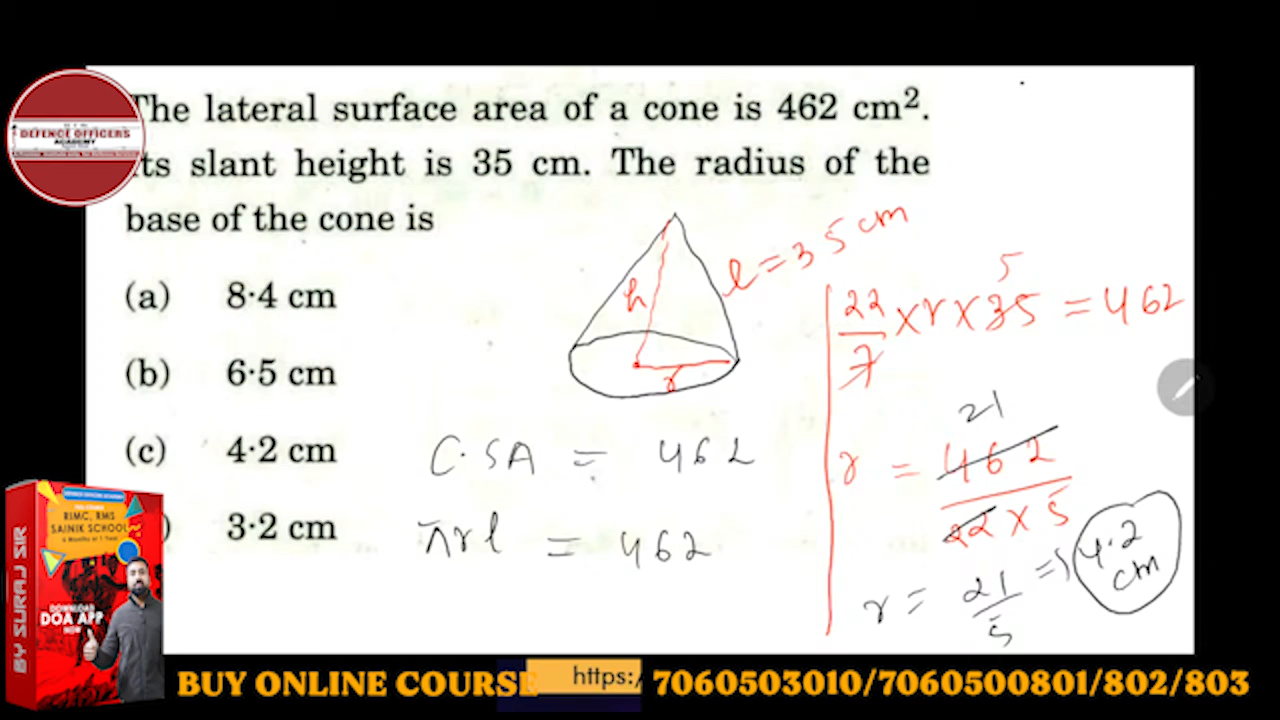 The lateral surface area of a cone is 462 cm².
Its slant height is 35 cm. The radius of the
base of the cone is
(a) 8·4 cm
(b) 6·5 cm
(c) 4·2 cm
) 3·2 cm
h
r
l = 35 cm
C.SA = 462
πrl = 462
5
22/7 × r × 35 = 462
21
r = 462/22 × 5
r = 21/5 => 4.2 cm
DEFENCE OFFICERS
ACADEMY
RIMC, RMS
SAINIK SCHOOL
DOWNLOAD
DOA APP
NOW
BY SURAJ SIR
BUY ONLINE COURSE https:/ 7060503010/7060500801/802/803